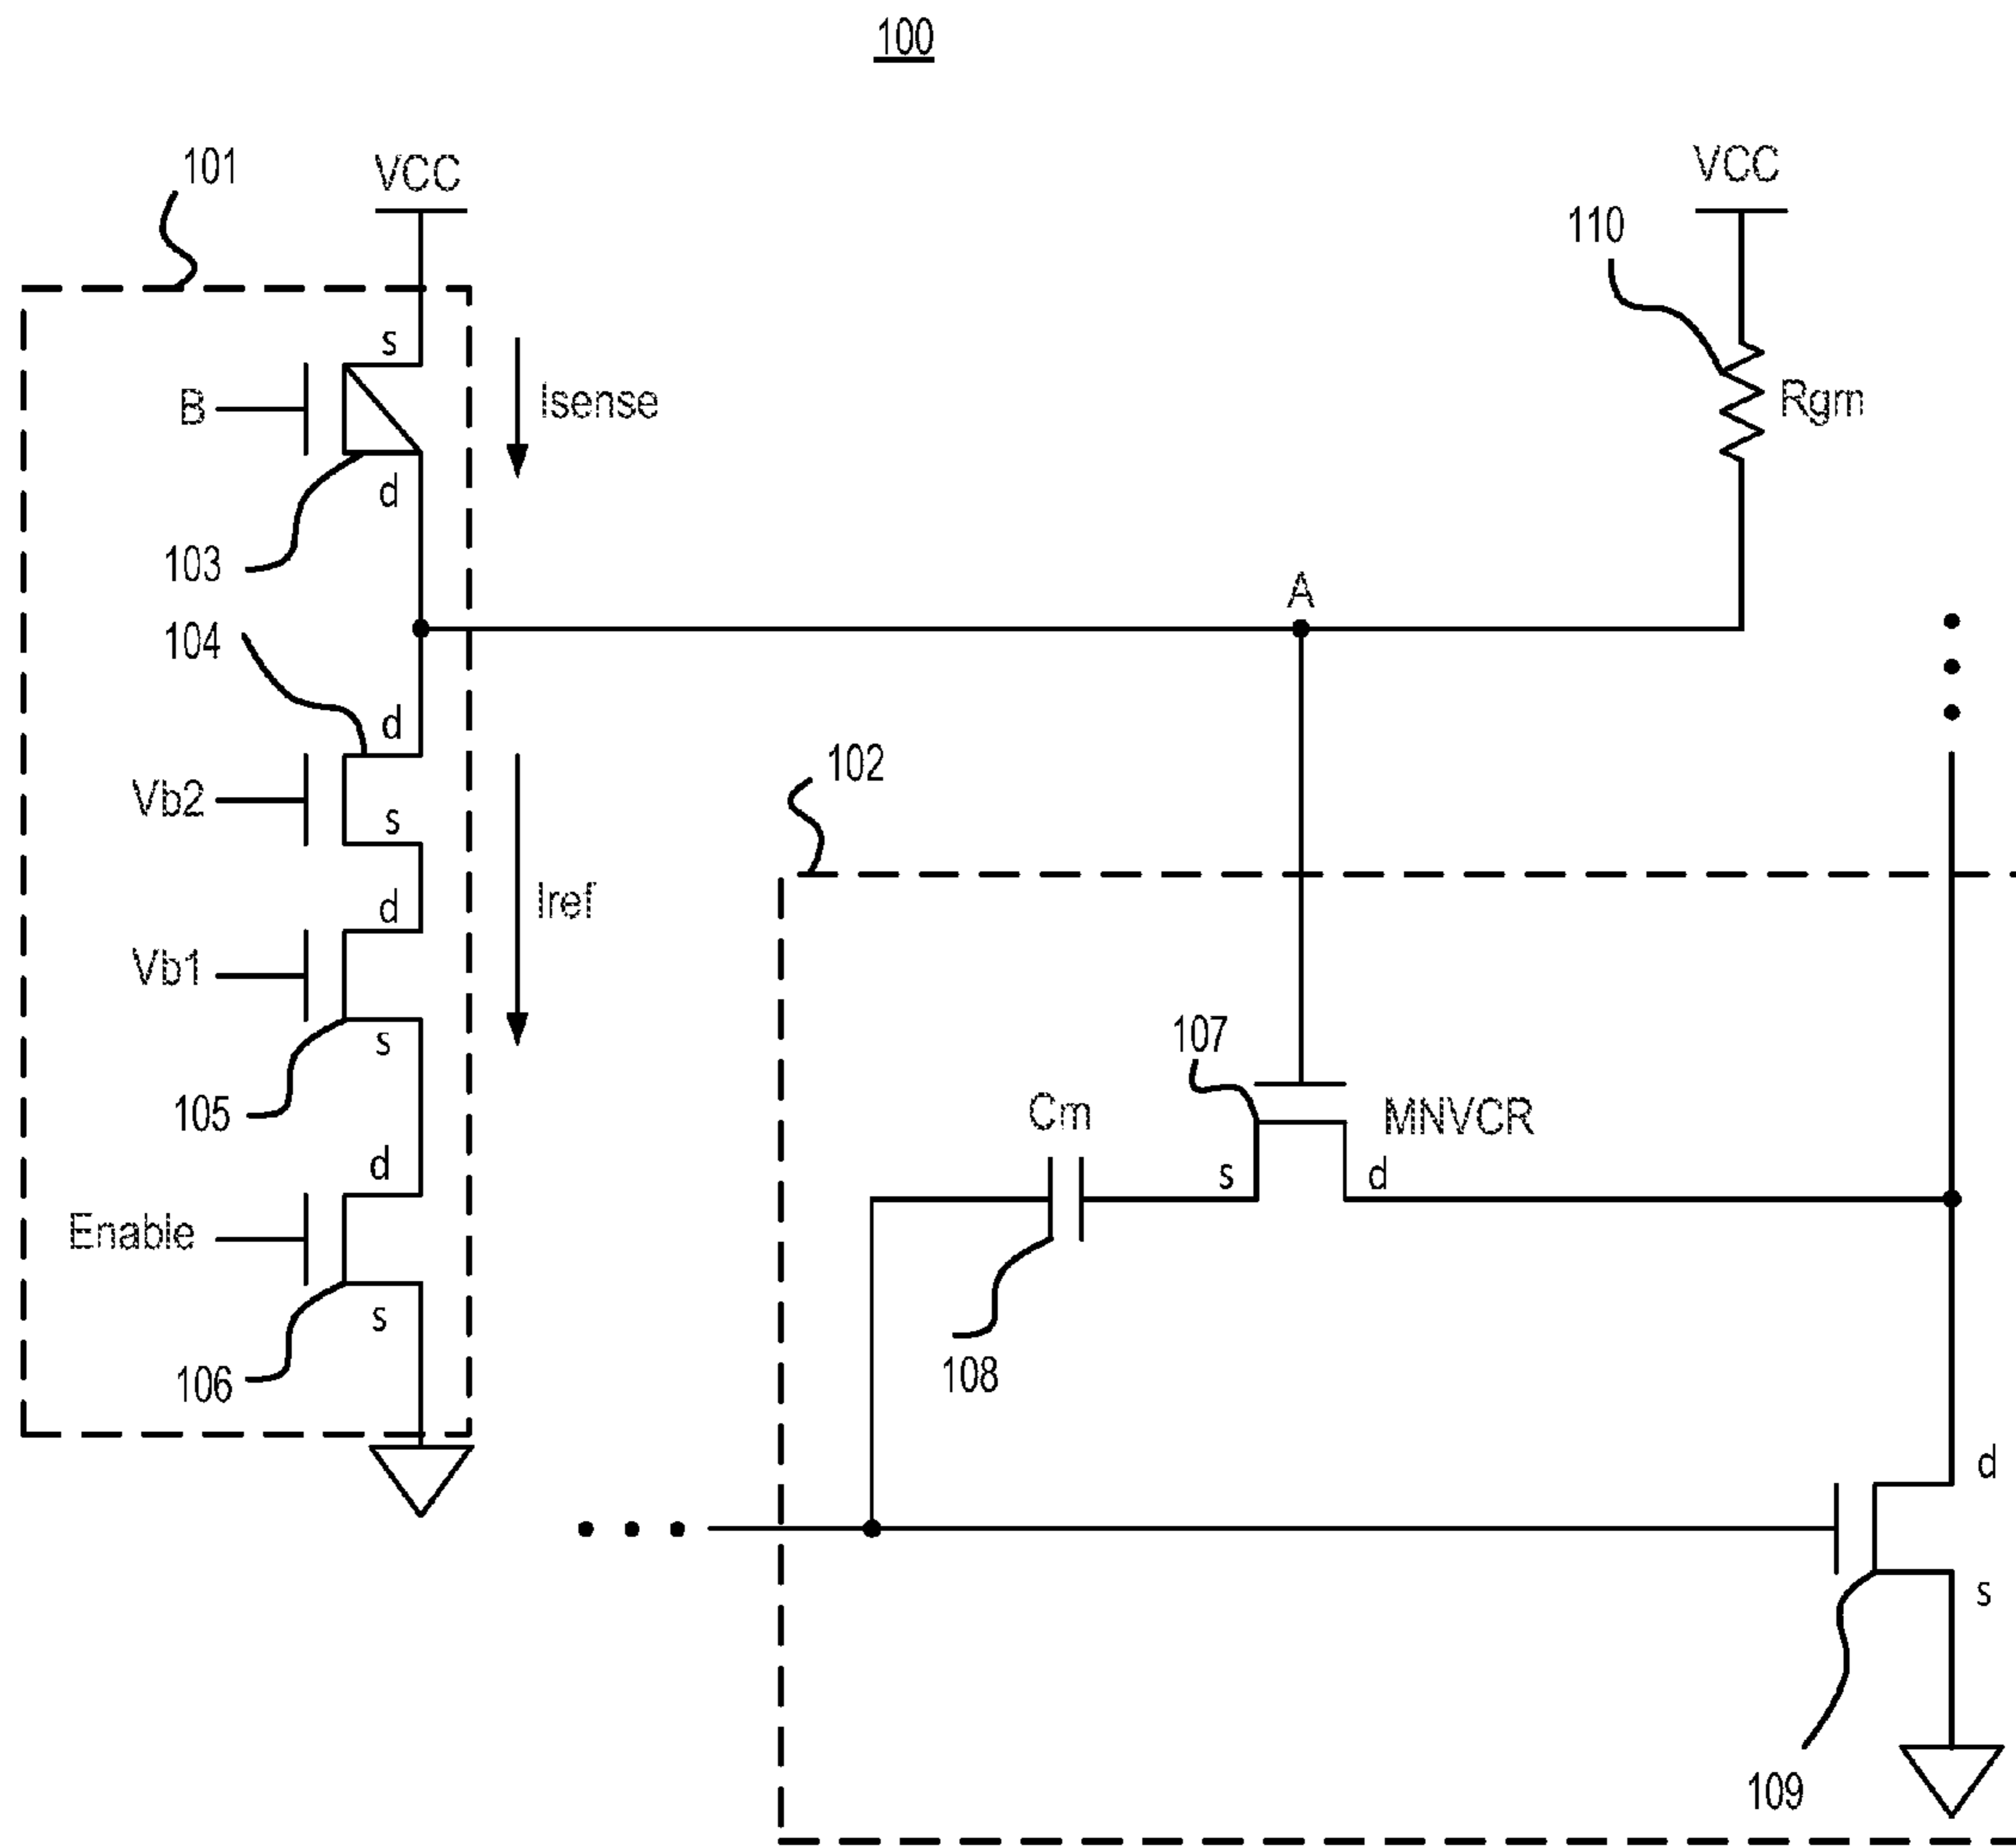 100
101
VCC
VCC
110
s
B
Isense
Rgm
d
103
A
104
d
102
Vb2
s
d
Iref
Vb1
s
107
105
Cm
MNVCR
d
s
d
Enable
s
108
106
d
s
109